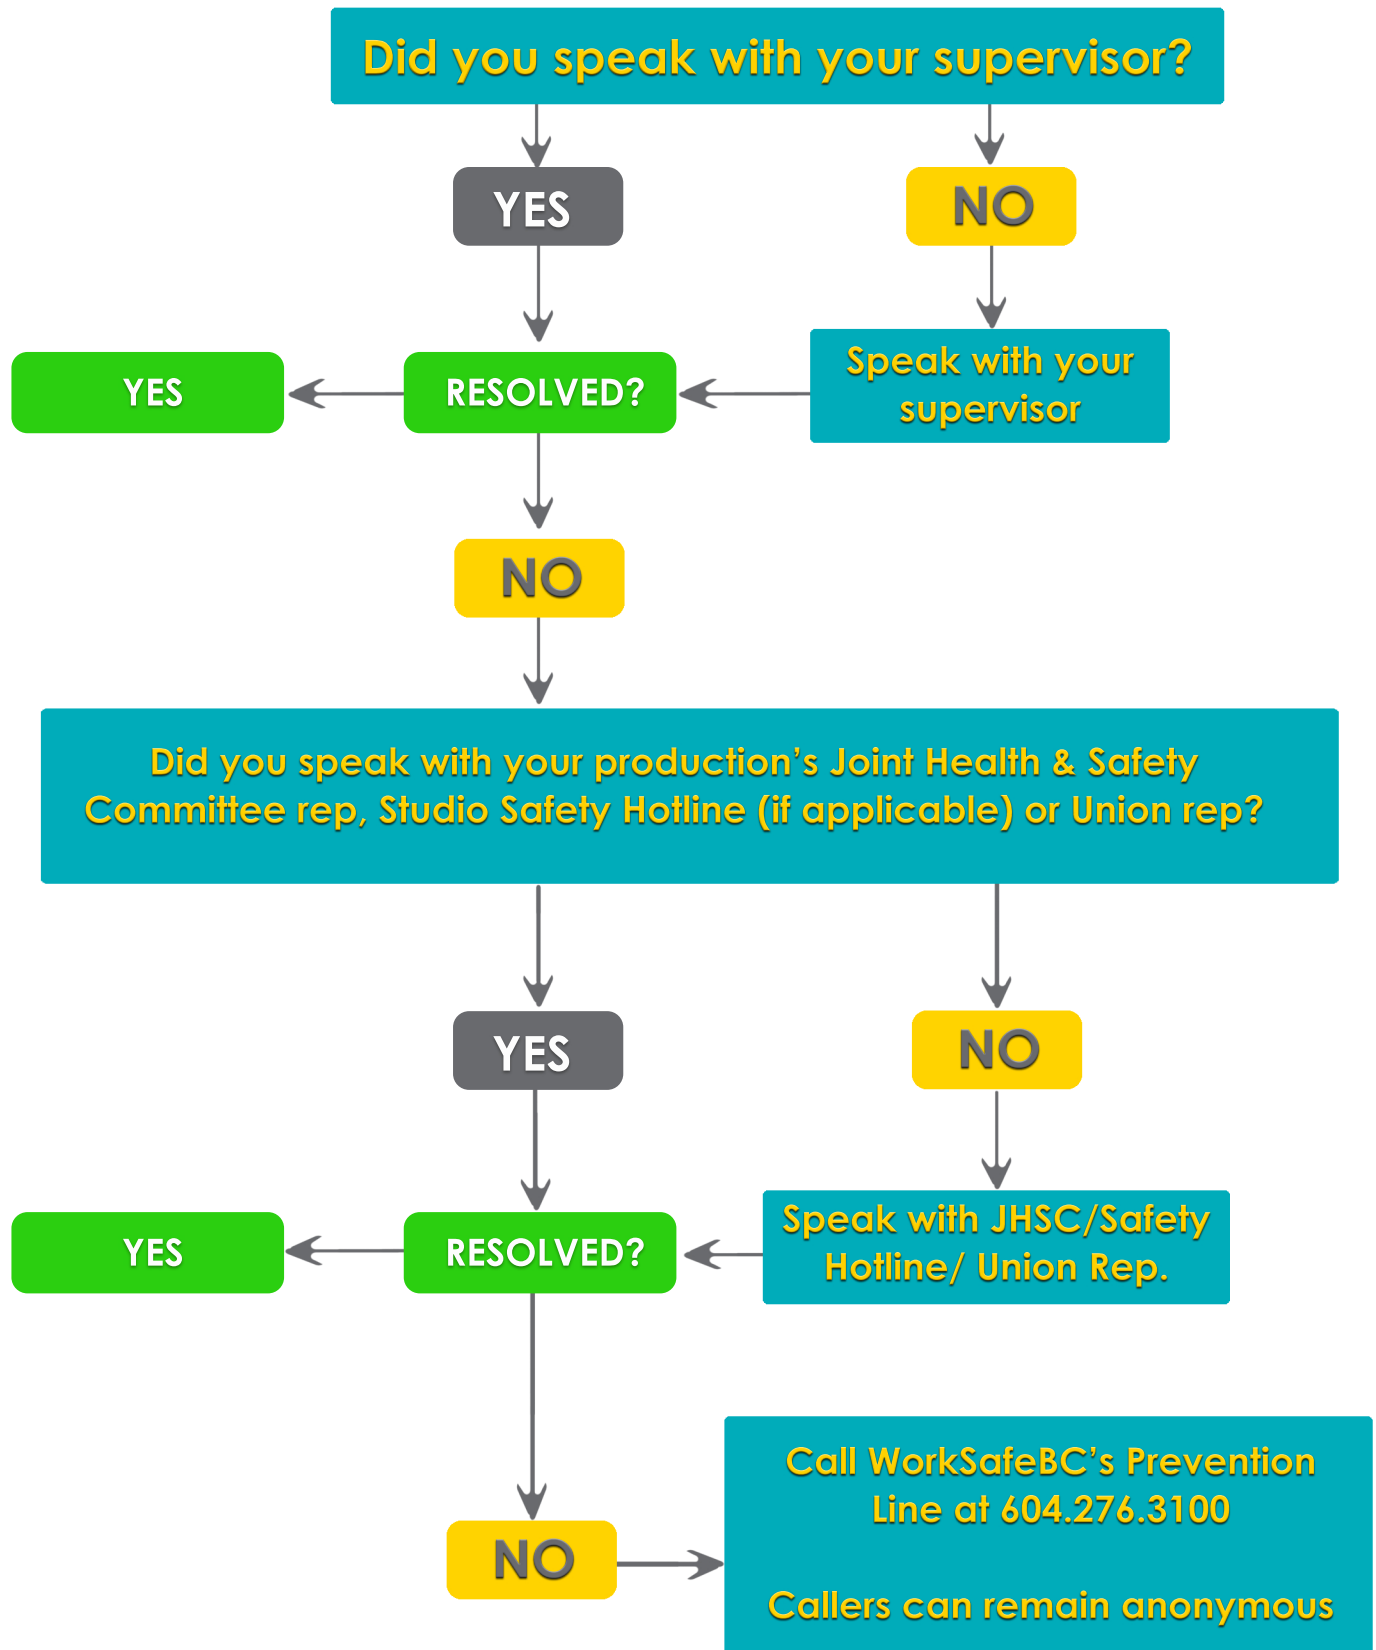 Did you speak with your supervisor?
YES
NO
YES
RESOLVED?
Speak with your
supervisor
NO
Did you speak with your production’s Joint Health & Safety
Committee rep, Studio Safety Hotline (if applicable) or Union rep?
YES
NO
YES
RESOLVED?
Speak with JHSC/Safety
Hotline/ Union Rep.
NO
Call WorkSafeBC’s Prevention
Line at 604.276.3100
Callers can remain anonymous